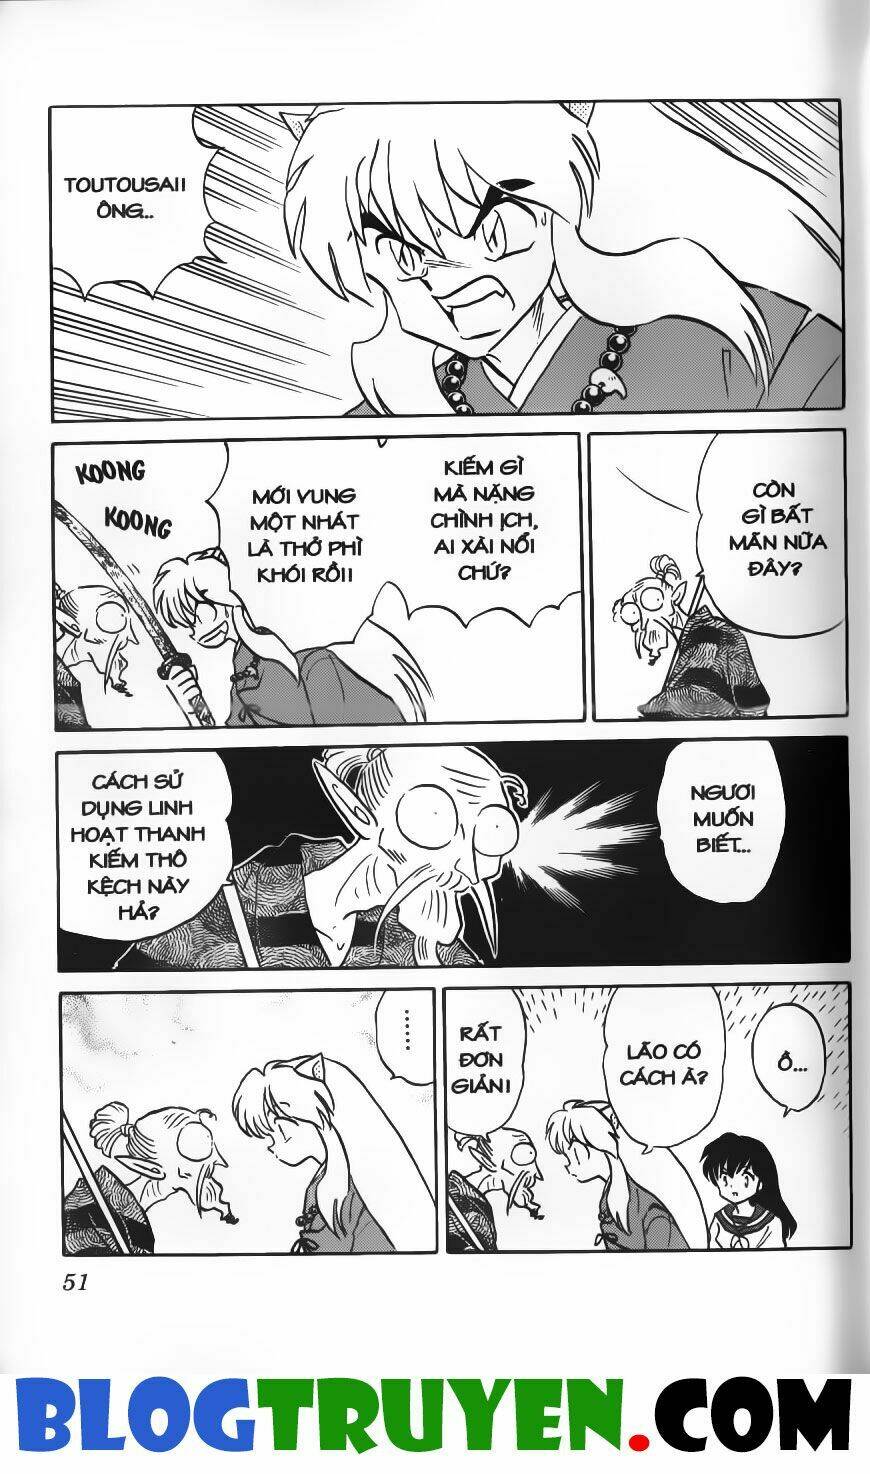 TOUTOUSAI!
ÔNG...
CÒN
GÌ BẤT
MÃN NỮA
ĐÂY?
KIẾM GÌ
MÀ NẶNG
CHÌNH ỊCH,
AI XÀI NỔI
CHỨ?
MỚI VUNG
MỘT NHÁT
LÀ THỞ PHÌ
KHÓI RỒI!
KOONG
KOONG
NGƯƠI
MUỐN
BIẾT...
CÁCH SỬ
DỤNG LINH
HOẠT THANH
KIẾM THÔ
KỆCH NÀY
HẢ?
Ồ...
LÃO CÓ
CÁCH À?
RẤT
ĐƠN
GIẢN!
........
51
BLOGTRUYEN.COM